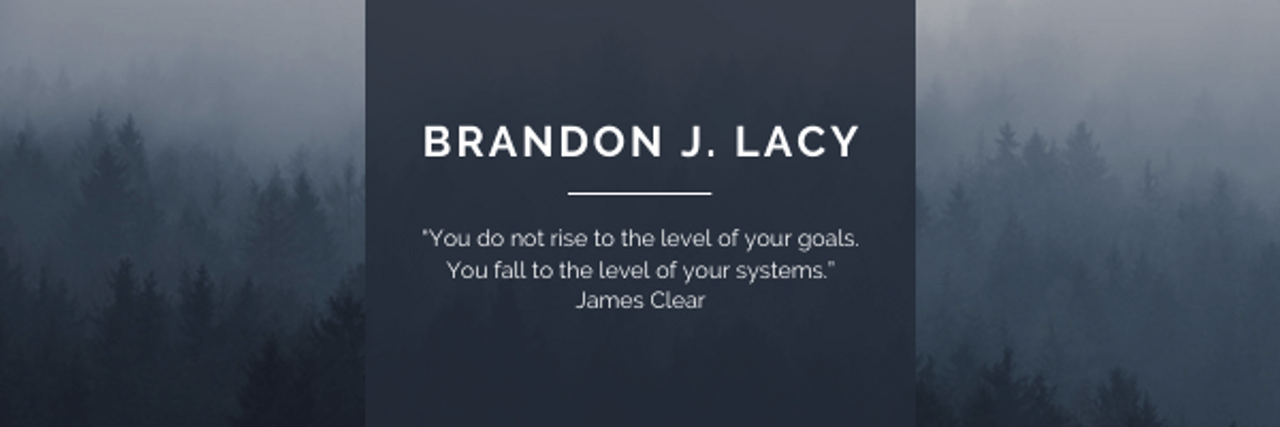 BRANDON J. LACY
"You do not rise to the level of your goals.
You fall to the level of your systems."
James Clear